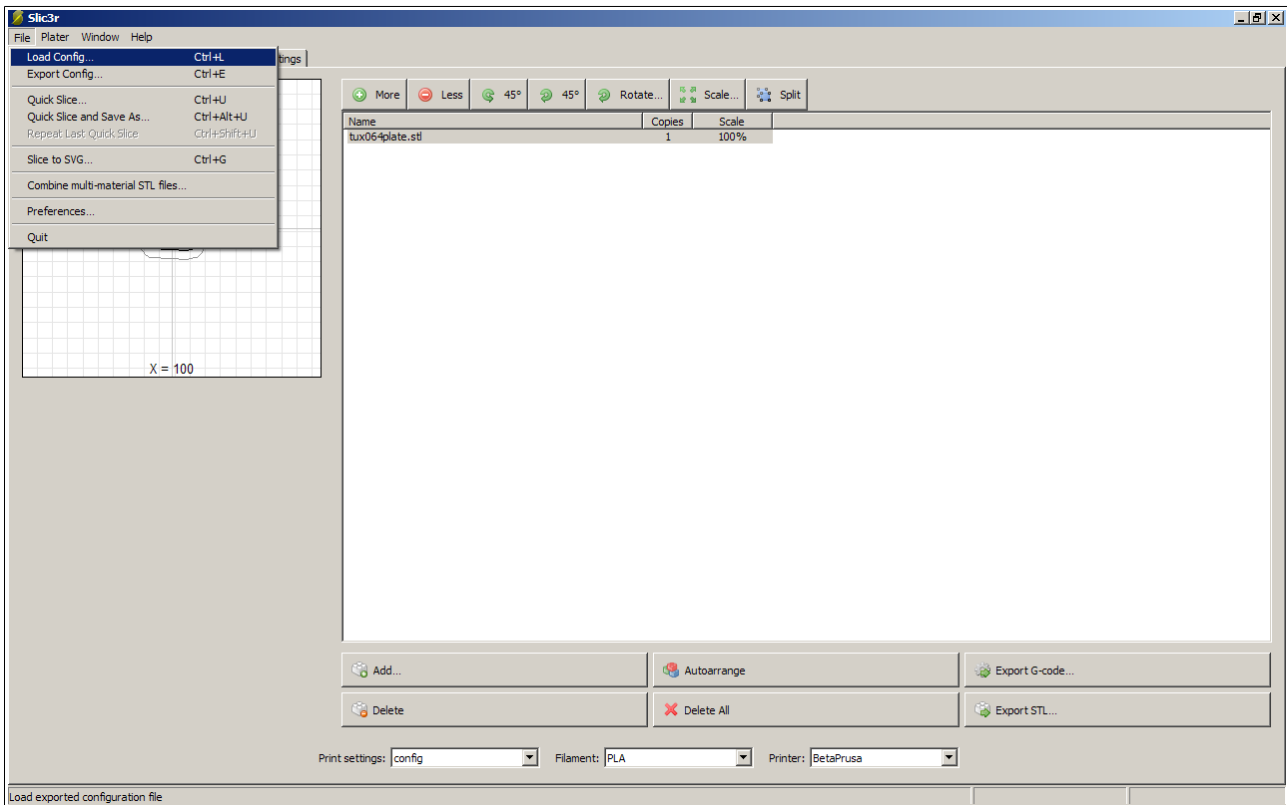 Slic3r
File Plater Window Help
Load Config... Ctrl+L
Export Config... Ctrl+E
Quick Slice... Ctrl+U
Quick Slice and Save As... Ctrl+Alt+U
Repeat Last Quick Slice Ctrl+Shift+U
Slice to SVG... Ctrl+G
Combine multi-material STL files...
Preferences...
Quit
tings
X = 100
More Less 45° 45° Rotate... Scale... Split
Name Copies Scale
tux064plate.stl 1 100%
Add... Autoarrange Export G-code...
Delete Delete All Export STL...
Print settings: config Filament: PLA Printer: BetaPrusa
Load exported configuration file